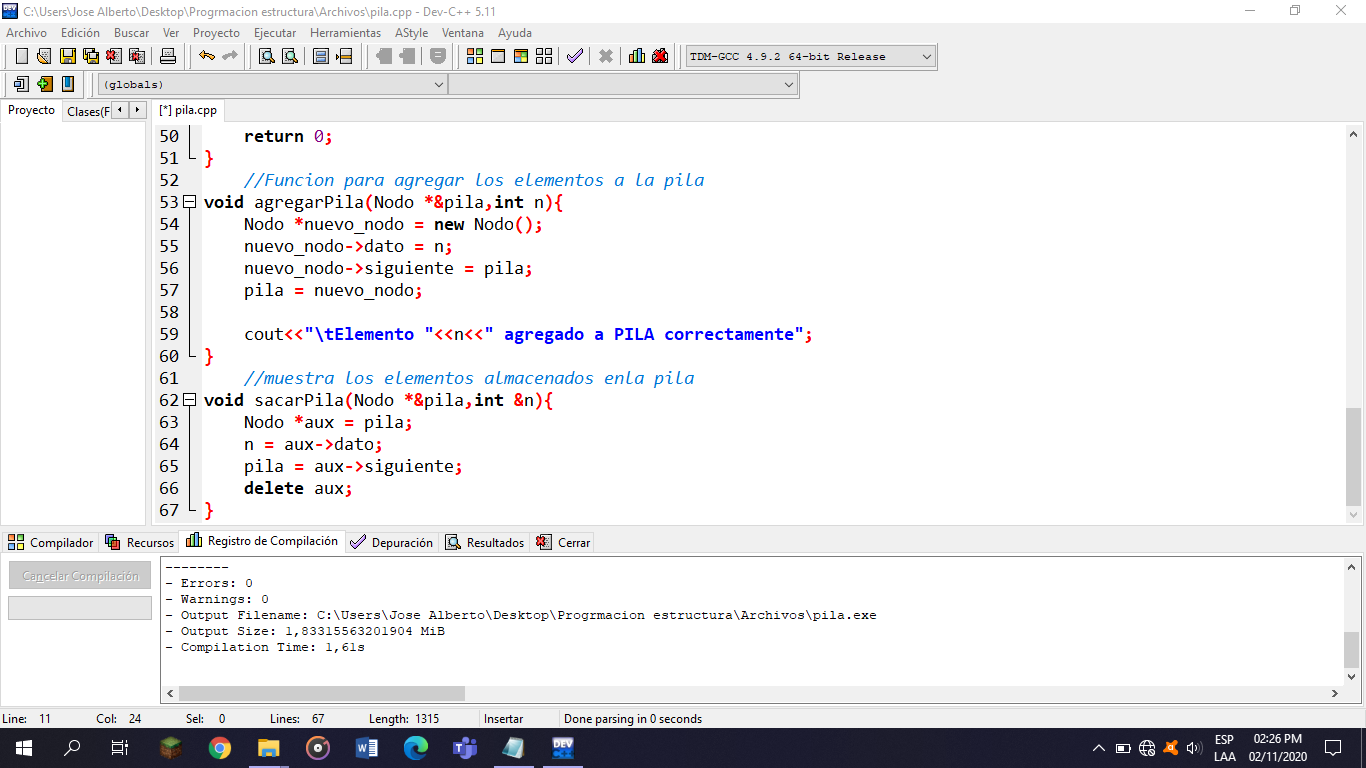 C:\Users\Jose Alberto\Desktop\Progrmacion estructura\Archivos\pila.cpp - Dev-C++ 5.11
Archivo Edición Buscar Ver Proyecto Ejecutar Herramientas AStyle Ventana Ayuda
TDM-GCC 4.9.2 64-bit Release
(globals)
Proyecto Clases(F
[*] pila.cpp
50 return 0;
51 }
52 //Funcion para agregar los elementos a la pila
53 void agregarPila(Nodo *&pila,int n){
54 Nodo *nuevo_nodo = new Nodo();
55 nuevo_nodo->dato = n;
56 nuevo_nodo->siguiente = pila;
57 pila = nuevo_nodo;
58
59 cout<<"\tElemento "<<n<<" agregado a PILA correctamente";
60 }
61 //muestra los elementos almacenados enla pila
62 void sacarPila(Nodo *&pila,int &n){
63 Nodo *aux = pila;
64 n = aux->dato;
65 pila = aux->siguiente;
66 delete aux;
67 }
Compilador Recursos Registro de Compilación Depuración Resultados Cerrar
Cancelar Compilación
--------
- Errors: 0
- Warnings: 0
- Output Filename: C:\Users\Jose Alberto\Desktop\Progrmacion estructura\Archivos\pila.exe
- Output Size: 1,83315563201904 MiB
- Compilation Time: 1,61s
Line: 11 Col: 24 Sel: 0 Lines: 67 Length: 1315 Insertar Done parsing in 0 seconds
DEV
ESP
LAA
02:26 PM
02/11/2020